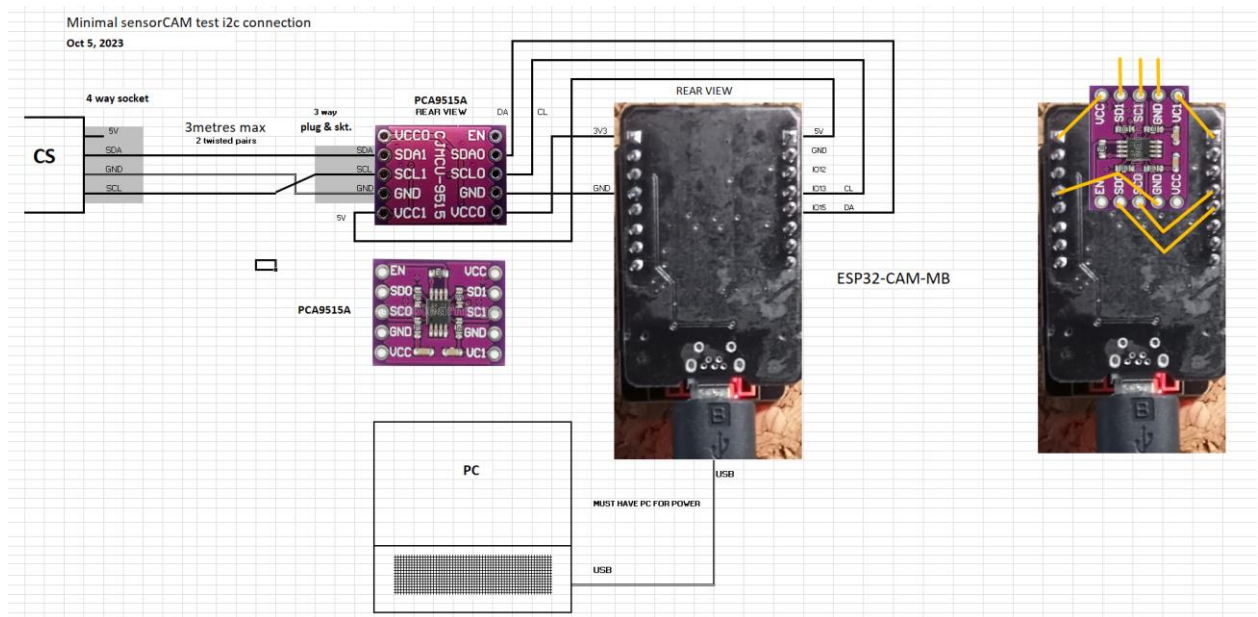 Minimal sensorCAM test i2c connection
Oct 5, 2023
4 way socket
5V
SDA
GND
SCL
CS
3metres max
2 twisted pairs
3 way
plug & skt.
SDA
SCL
GND
5V
PCA9515A
REAR VIEW
DA
CL
VCC0
EN
SDA1
SDA0
SCL1
SCL0
GND
GND
VCC1
VCC0
CJMCU-9515
REAR VIEW
3V3
GND
5V
GND
IO12
IO13
CL
IO15
DA
ESP32-CAM-MB
PCA9515A
EN
VCC
SD0
SD1
SC0
SC1
GND
GND
VCC
VC1
B
PC
USB
MUST HAVE PC FOR POWER
USB
VCC
SD1
SC1
GND
VC1
EN
SD0
SC0
GND
VCC
B